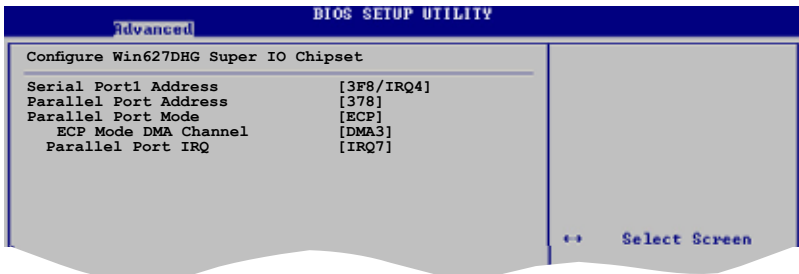 BIOS SETUP UTILITY
Advanced
Configure Win627DHG Super IO Chipset
Serial Port1 Address [3F8/IRQ4]
Parallel Port Address [378]
Parallel Port Mode [ECP]
ECP Mode DMA Channel [DMA3]
Parallel Port IRQ [IRQ7]
↔ Select Screen